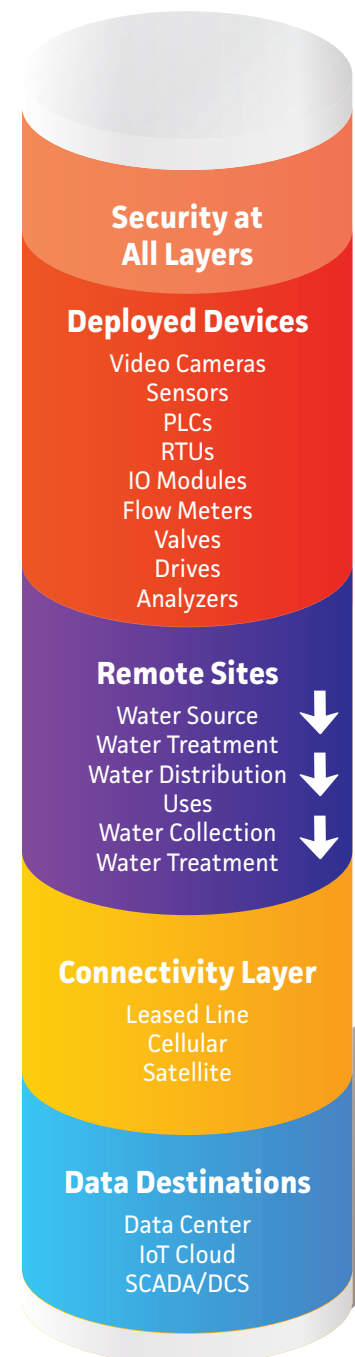 Security at
All Layers
Deployed Devices
Video Cameras
Sensors
PLCs
RTUs
IO Modules
Flow Meters
Valves
Drives
Analyzers
Remote Sites
Water Source
Water Treatment
Water Distribution
Uses
Water Collection
Water Treatment
Connectivity Layer
Leased Line
Cellular
Satellite
Data Destinations
Data Center
IoT Cloud
SCADA/DCS